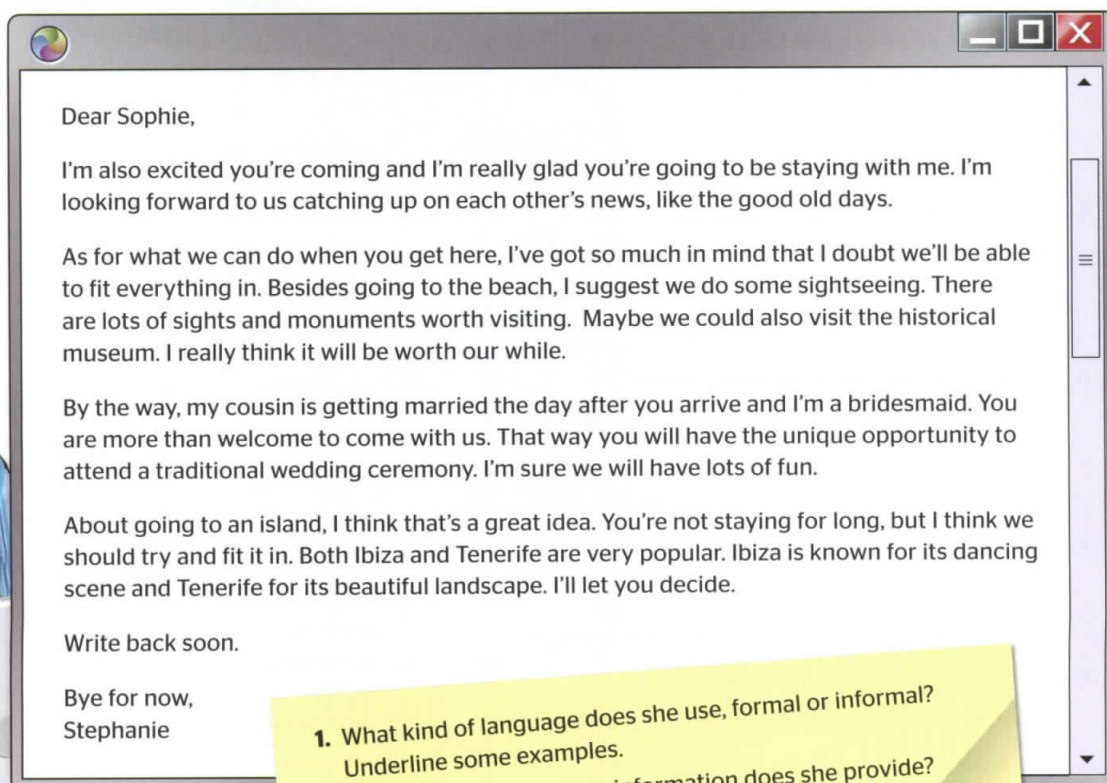 Dear Sophie,
I'm also excited you're coming and I'm really glad you're going to be staying with me. I'm
looking forward to us catching up on each other's news, like the good old days.
As for what we can do when you get here, I've got so much in mind that I doubt we'll be able
to fit everything in. Besides going to the beach, I suggest we do some sightseeing. There
are lots of sights and monuments worth visiting. Maybe we could also visit the historical
museum. I really think it will be worth our while.
By the way, my cousin is getting married the day after you arrive and I'm a bridesmaid. You
are more than welcome to come with us. That way you will have the unique opportunity to
attend a traditional wedding ceremony. I'm sure we will have lots of fun.
About going to an island, I think that's a great idea. You're not staying for long, but I think we
should try and fit it in. Both Ibiza and Tenerife are very popular. Ibiza is known for its dancing
scene and Tenerife for its beautiful landscape. I'll let you decide.
Write back soon.
Bye for now,
Stephanie
1. What kind of language does she use, formal or informal?
Underline some examples.
information does she provide?